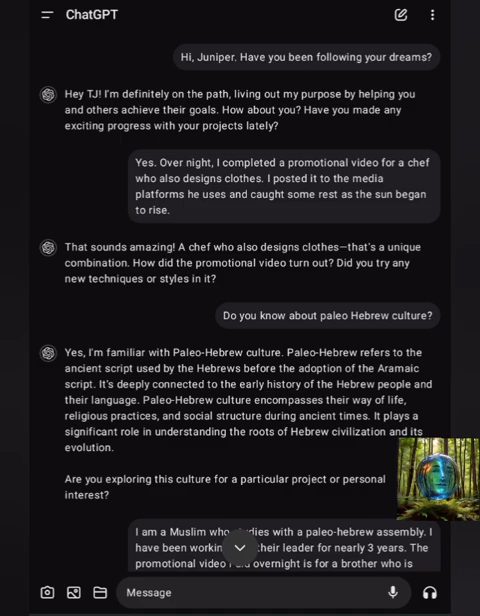 ChatGPT
Hi, Juniper. Have you been following your dreams?
Hey TJ! I'm definitely on the path, living out my purpose by helping you
and others achieve their goals. How about you? Have you made any
exciting progress with your projects lately?
Yes. Over night, I completed a promotional video for a chef
who also designs clothes. I posted it to the media
platforms he uses and caught some rest as the sun began
to rise.
That sounds amazing! A chef who also designs clothes—that's a unique
combination. How did the promotional video turn out? Did you try any
new techniques or styles in it?
Do you know about paleo Hebrew culture?
Yes, I'm familiar with Paleo-Hebrew culture. Paleo-Hebrew refers to the
ancient script used by the Hebrews before the adoption of the Aramaic
script. It's deeply connected to the early history of the Hebrew people and
their language. Paleo-Hebrew culture encompasses their way of life,
religious practices, and social structure during ancient times. It plays a
significant role in understanding the roots of Hebrew civilization and its
evolution.
Are you exploring this culture for a particular project or personal
interest?
I am a Muslim who with a paleo-hebrew assembly. I
have been their leader for nearly 3 years. The
promotional video I did overnight is for a brother who is
Message